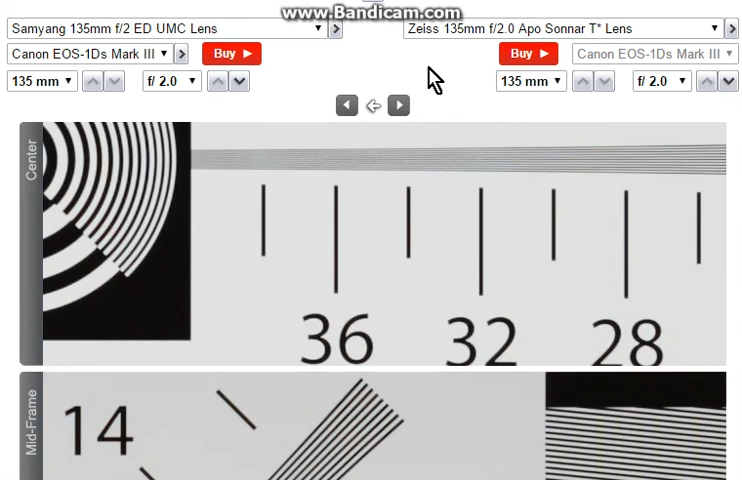 www.Bandicam.com
Samyang 135mm f/2 ED UMC Lens
Zeiss 135mm f/2.0 Apo Sonnar T* Lens
Canon EOS-1Ds Mark III
Buy
Buy
Canon EOS-1Ds Mark III
135 mm
f/ 2.0
135 mm
f/ 2.0
Center
36 32 28
Mid-Frame
14